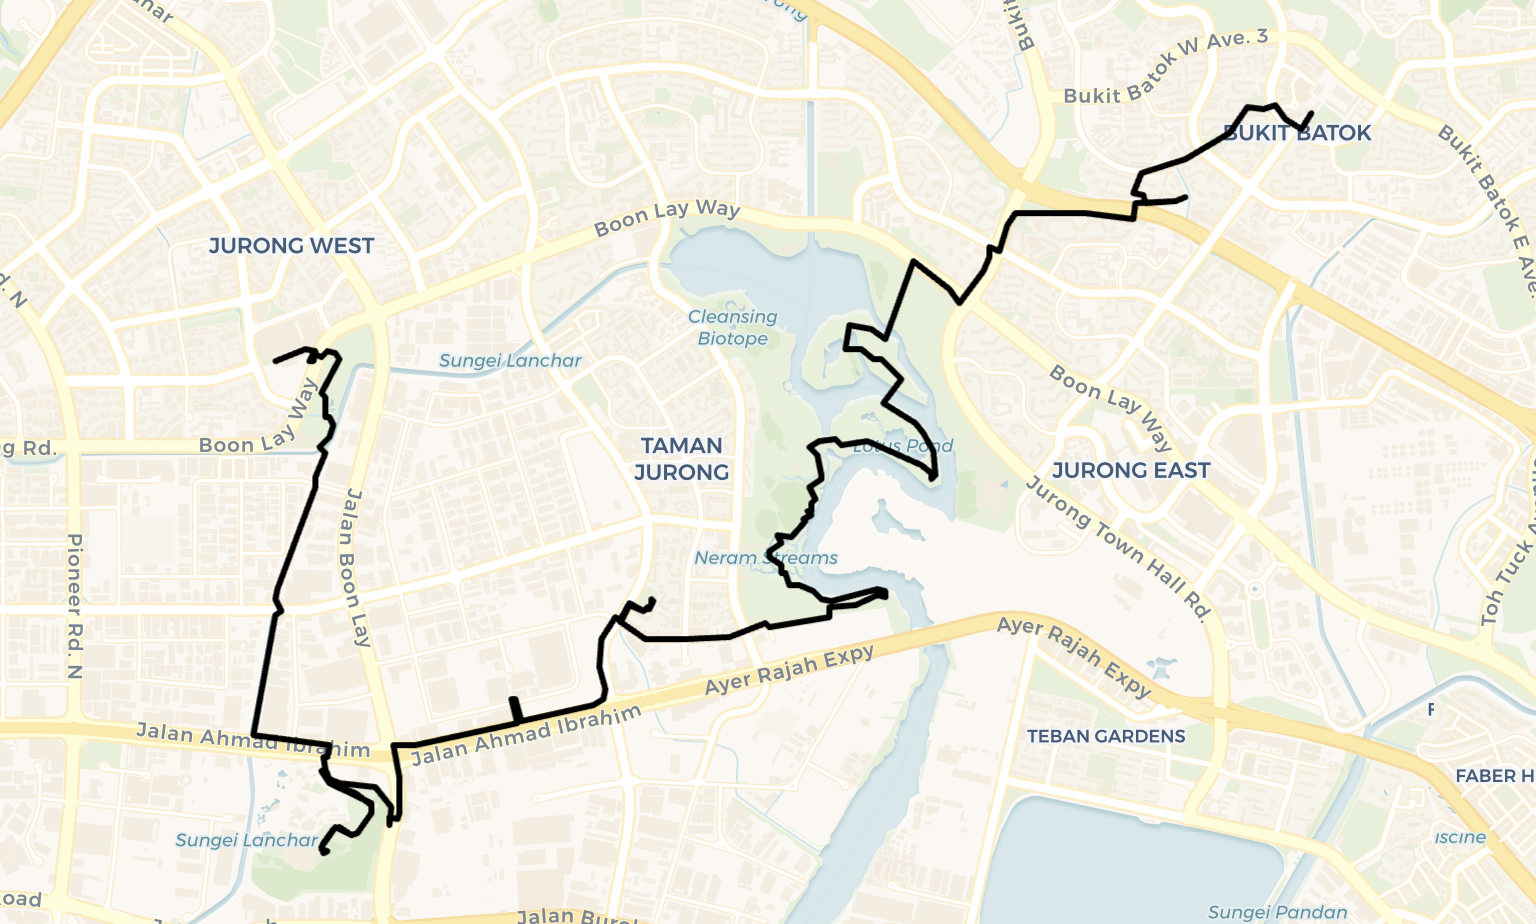 Bukit
Bukit Batok W Ave. 3
BUKIT BATOK
Bukit Batok E Ave.
Boon Lay Way
JURONG WEST
d. N
Cleansing
Biotope
Sungei Lanchar
Boon Lay Way
Boon Lay Way
g Rd.
TAMAN
JURONG
Lotus Pond
JURONG EAST
Jalan Boon Lay
Pioneer Rd. N
Neram Streams
Jurong Town Hall Rd.
Toh Tuck
Ayer Rajah Expy
Ayer Rajah Expy
Jalan Ahmad Ibrahim
Jalan Ahmad Ibrahim
TEBAN GARDENS
F
FABER H
Sungei Lanchar
iscine
oad
Jalan Buro
Sungei Pandan